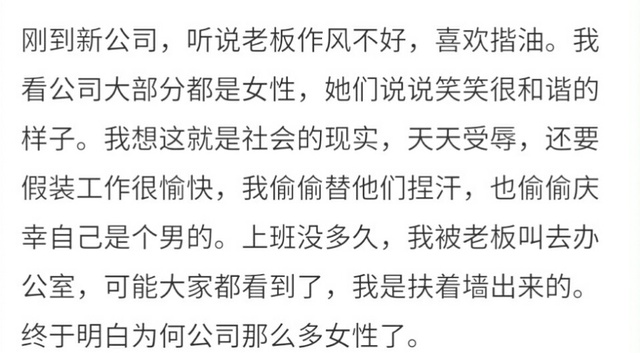 刚到新公司，听说老板作风不好，喜欢揩油。我
看公司大部分都是女性，她们说说笑笑很和谐的
样子。我想这就是社会的现实，天天受辱，还要
假装工作很愉快，我偷偷替他们捏汗，也偷偷庆
幸自己是个男的。上班没多久，我被老板叫去办
公室，可能大家都看到了，我是扶着墙出来的。
终于明白为何公司那么多女性了。